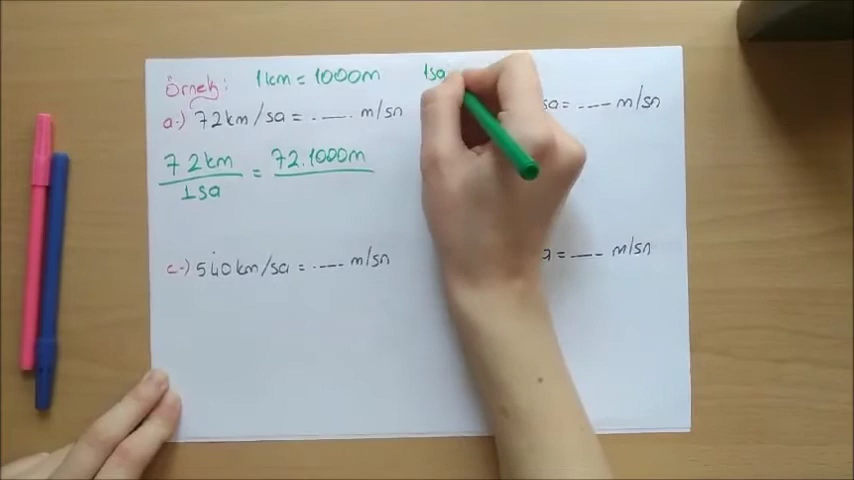 Örnek: 1km = 1000m 1sa
a-) 72km/sa = ....... m/sn
sa = ---- m/sn
72km / 1sa = 72.1000m
c-) 540km/sa = ....... m/sn
a = ---- m/sn